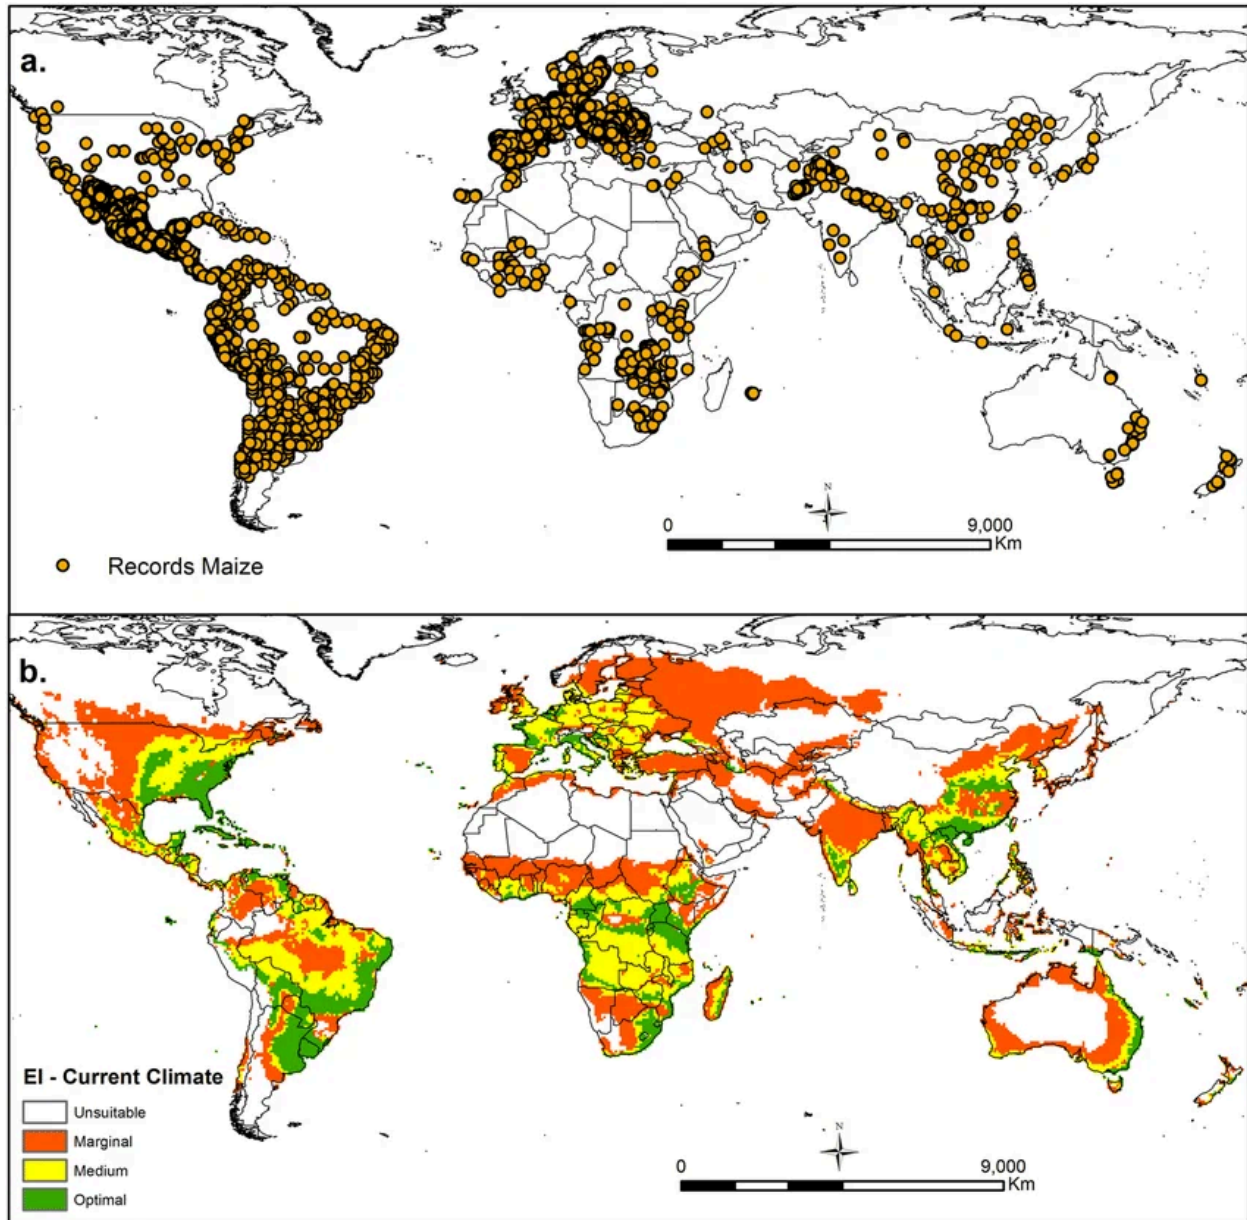 a.
N
0 9,000
Km
Records Maize
b.
EI - Current Climate
Unsuitable
Marginal
Medium
Optimal
N
0 9,000
Km